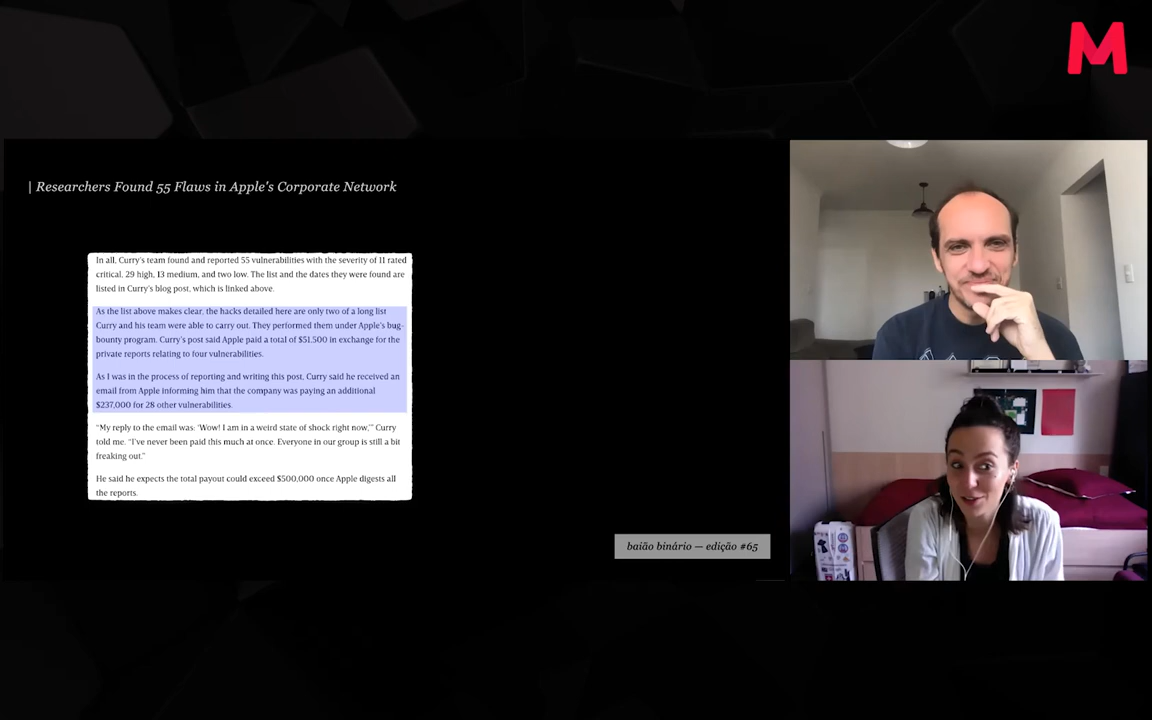 M
| Researchers Found 55 Flaws in Apple's Corporate Network
In all, Curry's team found and reported 55 vulnerabilities with the severity of 11 rated
critical, 29 high, 13 medium, and two low. The list and the dates they were found are
listed in Curry's blog post, which is linked above.
As the list above makes clear, the hacks detailed here are only two of a long list
Curry and his team were able to carry out. They performed them under Apple's bug-
bounty program. Curry's post said Apple paid a total of $51,500 in exchange for the
private reports relating to four vulnerabilities.
As I was in the process of reporting and writing this post, Curry said he received an
email from Apple informing him that the company was paying an additional
$237,000 for 28 other vulnerabilities.
“My reply to the email was: ‘Wow! I am in a weird state of shock right now,’” Curry
told me. “I've never been paid this much at once. Everyone in our group is still a bit
freaking out.”
He said he expects the total payout could exceed $500,000 once Apple digests all
the reports.
baião binário — edição #65